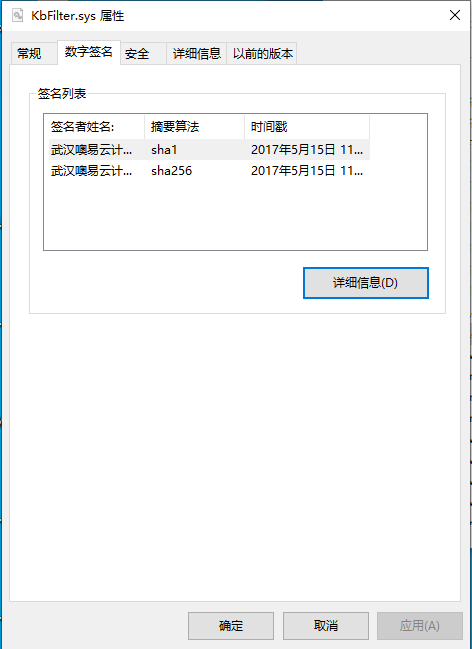 KbFilter.sys 属性
常规 数字签名 安全 详细信息 以前的版本
签名列表
签名者姓名: 摘要算法 时间戳
武汉噢易云计... sha1 2017年5月15日 11...
武汉噢易云计... sha256 2017年5月15日 11...
详细信息(D)
确定 取消 应用(A)